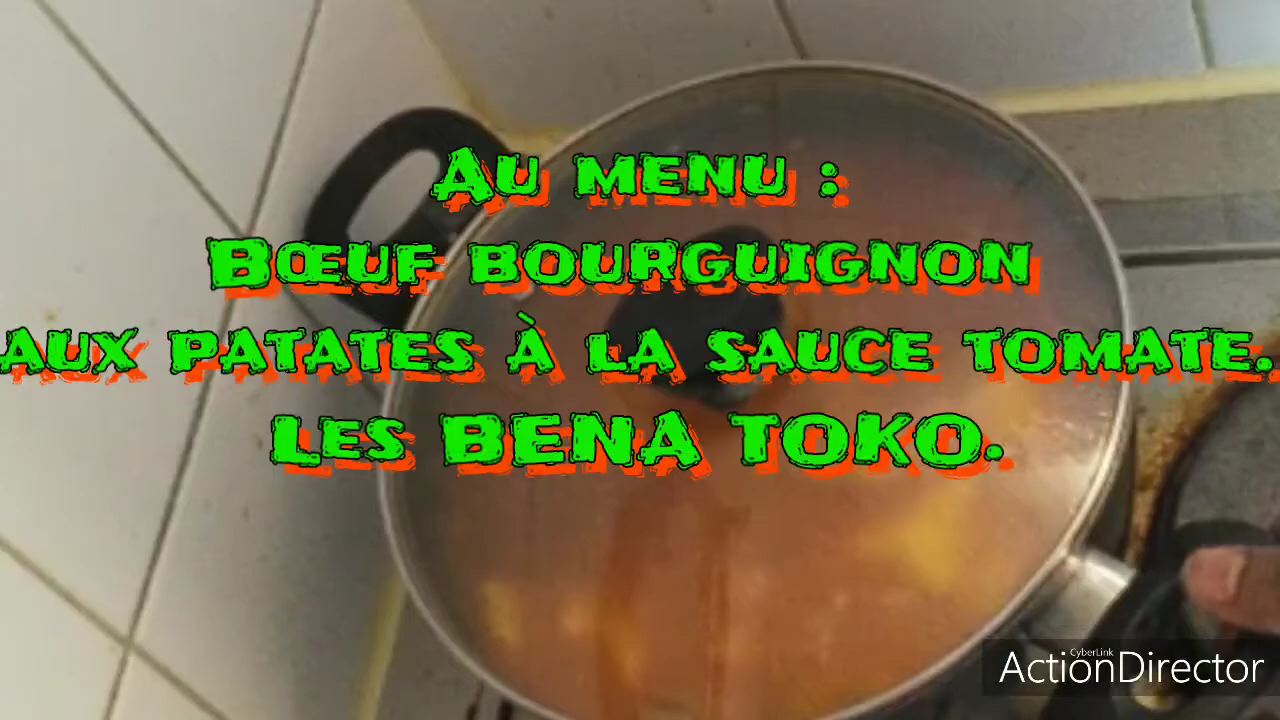 Au menu :
Bœuf bourguignon
aux patates à la sauce tomate.
Les BENA TOKO.
CyberLink
ActionDirector